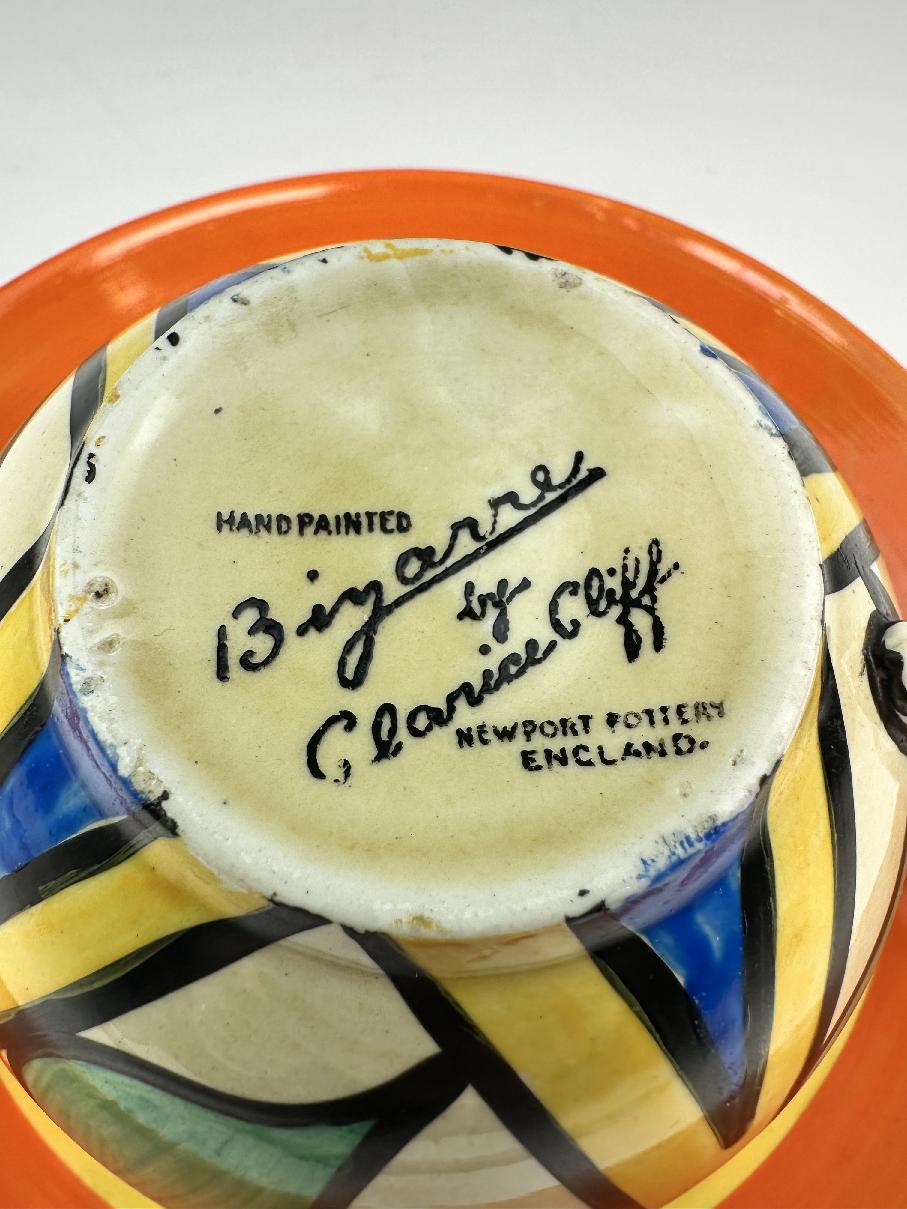 HAND PAINTED
Bizarre
by
Clarice Cliff
NEWPORT POTTERY
ENGLAND.